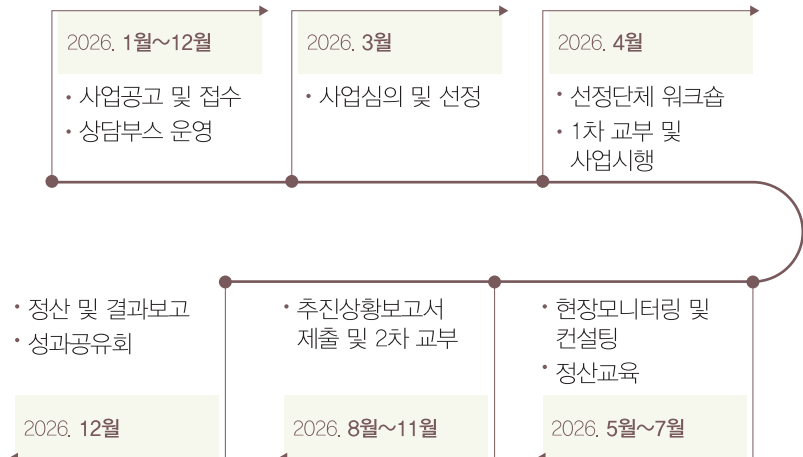 2026. 1월~12월
• 사업공고 및 접수
• 상담부스 운영
2026. 3월
• 사업심의 및 선정
2026. 4월
• 선정단체 워크숍
• 1차 교부 및
사업시행
• 현장모니터링 및
컨설팅
• 정산교육
2026. 5월~7월
• 추진상황보고서
제출 및 2차 교부
2026. 8월~11월
• 정산 및 결과보고
• 성과공유회
2026. 12월